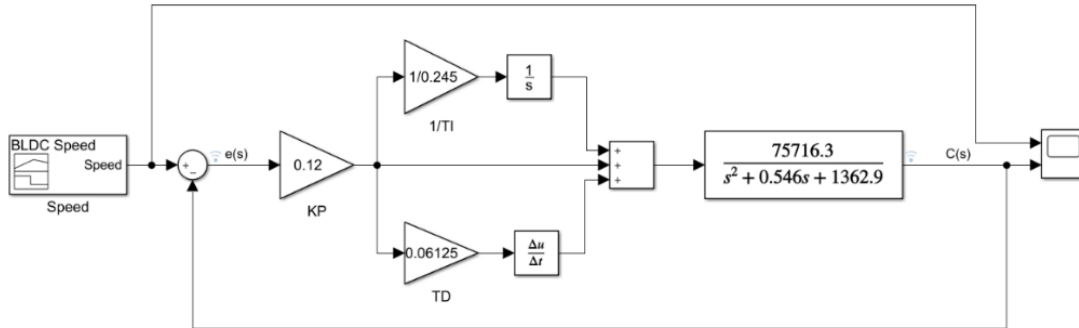 1/0.245
1
s
1/TI
BLDC Speed
Speed
Speed
+
−
e(s)
0.12
KP
+
+
+
75716.3
s² + 0.546s + 1362.9
C(s)
0.06125
TD
Δu
Δt